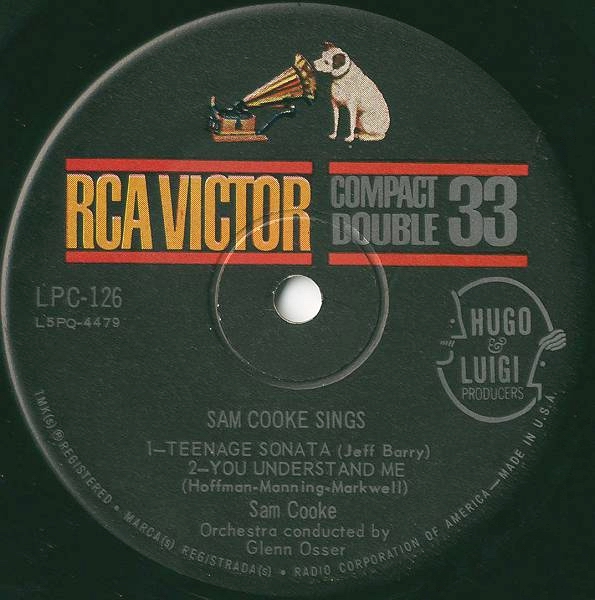 RCA VICTOR
COMPACT
DOUBLE 33
LPC-126
L5PQ-4479
HUGO
&
LUIGI
PRODUCERS
SAM COOKE SINGS
1—TEENAGE SONATA (Jeff Barry)
2—YOU UNDERSTAND ME
(Hoffman-Manning-Markwell)
Sam Cooke
Orchestra conducted by
Glenn Osser
TMK(s) ® REGISTERED • MARCA(s) REGISTRADA(s) • RADIO CORPORATION OF AMERICA—MADE IN U.S.A.